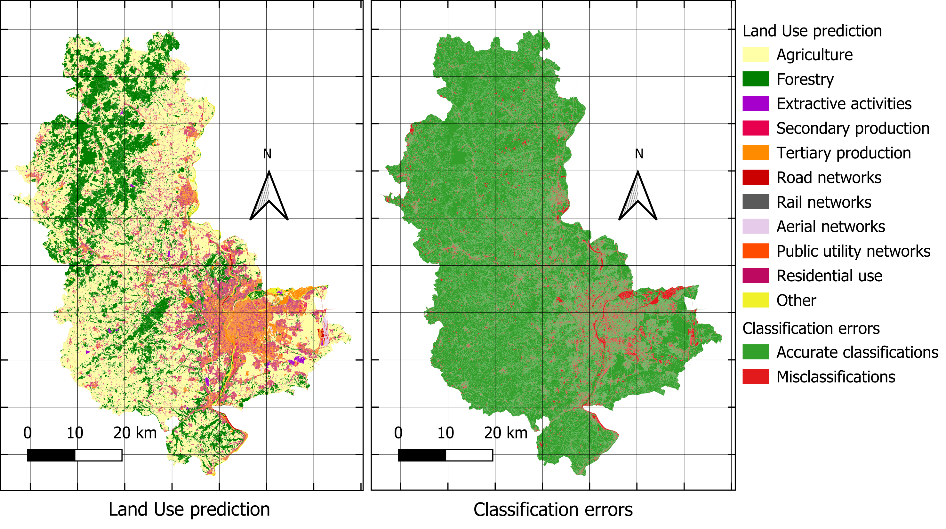 N
0 10 20 km
Land Use prediction
N
0 10 20 km
Classification errors
Land Use prediction
Agriculture
Forestry
Extractive activities
Secondary production
Tertiary production
Road networks
Rail networks
Aerial networks
Public utility networks
Residential use
Other
Classification errors
Accurate classifications
Misclassifications